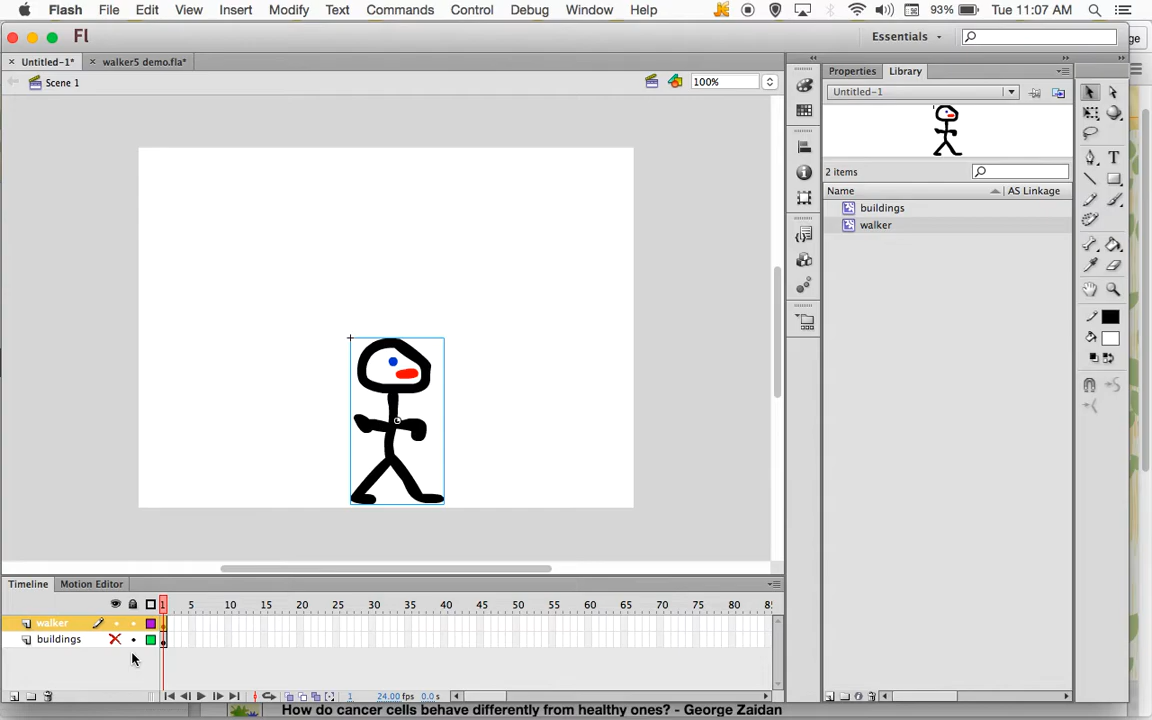 Flash File Edit View Insert Modify Text Commands Control Debug Window Help 93% Tue 11:07 AM
Fl Essentials
Untitled-1* walker5 demo.fla* Properties Library
Scene 1 100% Untitled-1
2 items
Name AS Linkage
buildings
walker
Timeline Motion Editor
1 5 10 15 20 25 30 35 40 45 50 55 60 65 70 75 80 85
walker
buildings
1 24.00 fps 0.0 s
How do cancer cells behave differently from healthy ones? - George Zaidan